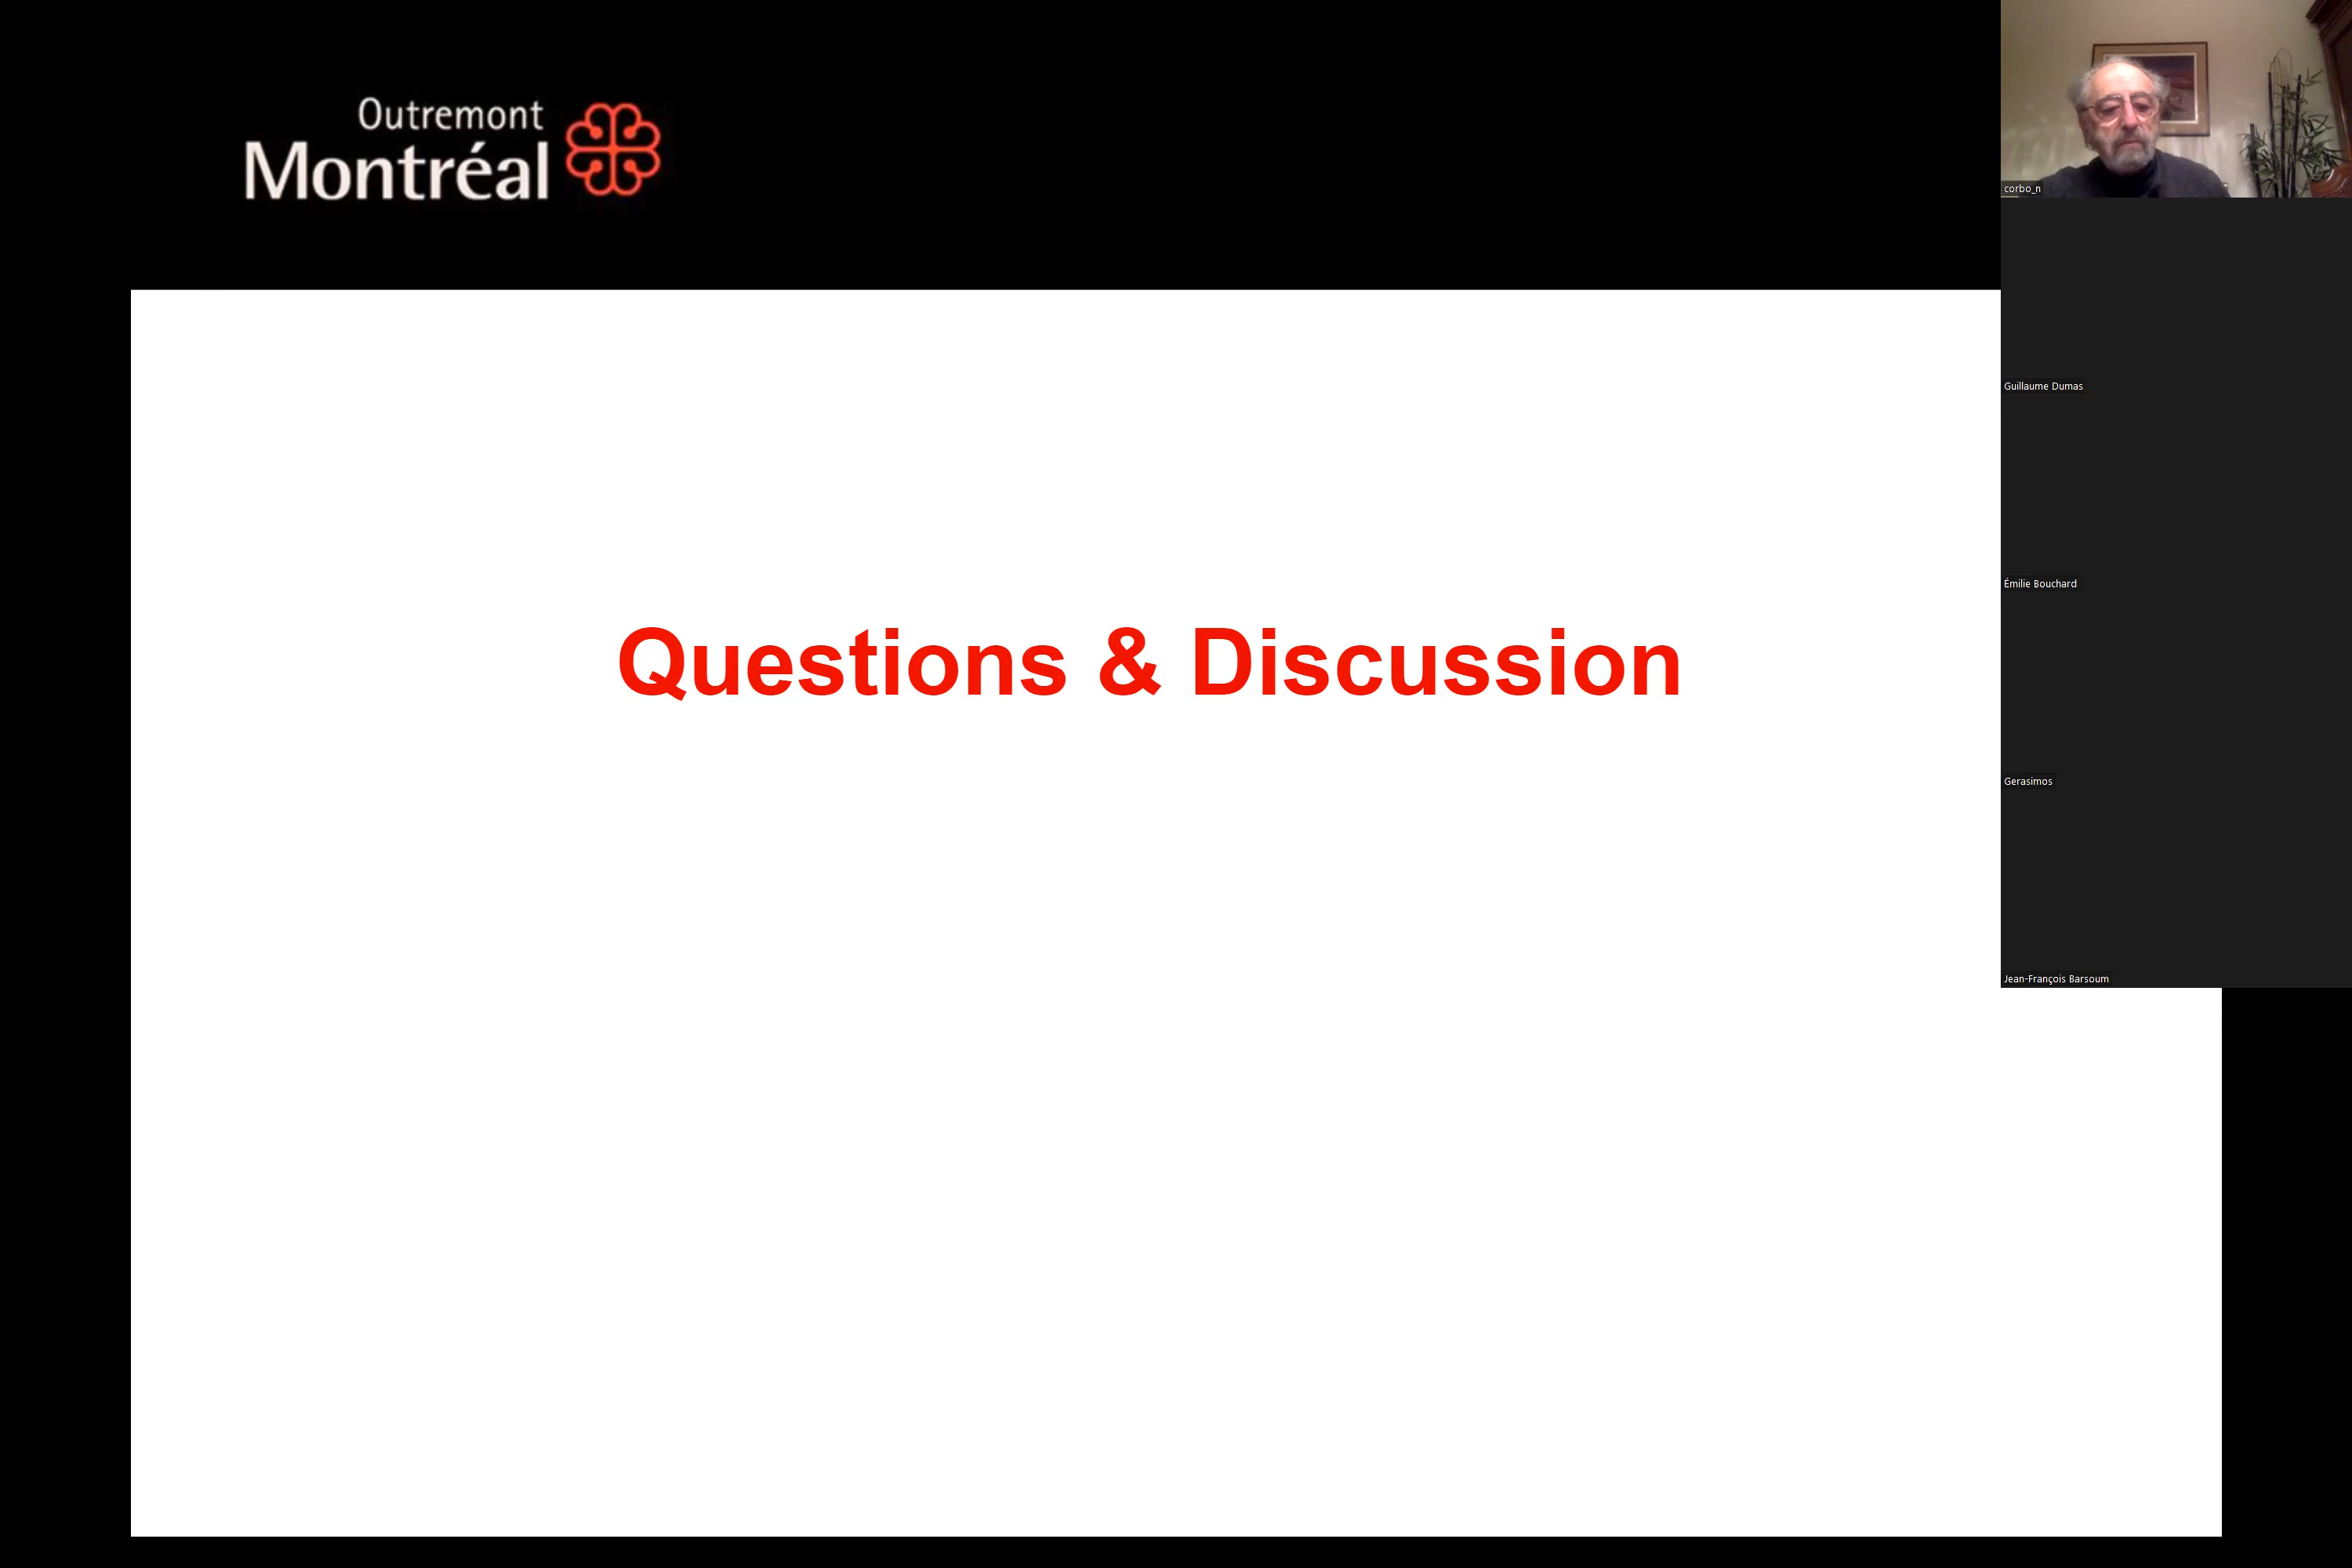 Outremont
Montréal
Questions & Discussion
corbo_n
Guillaume Dumas
Émilie Bouchard
Gerasimos
Jean-François Barsoum